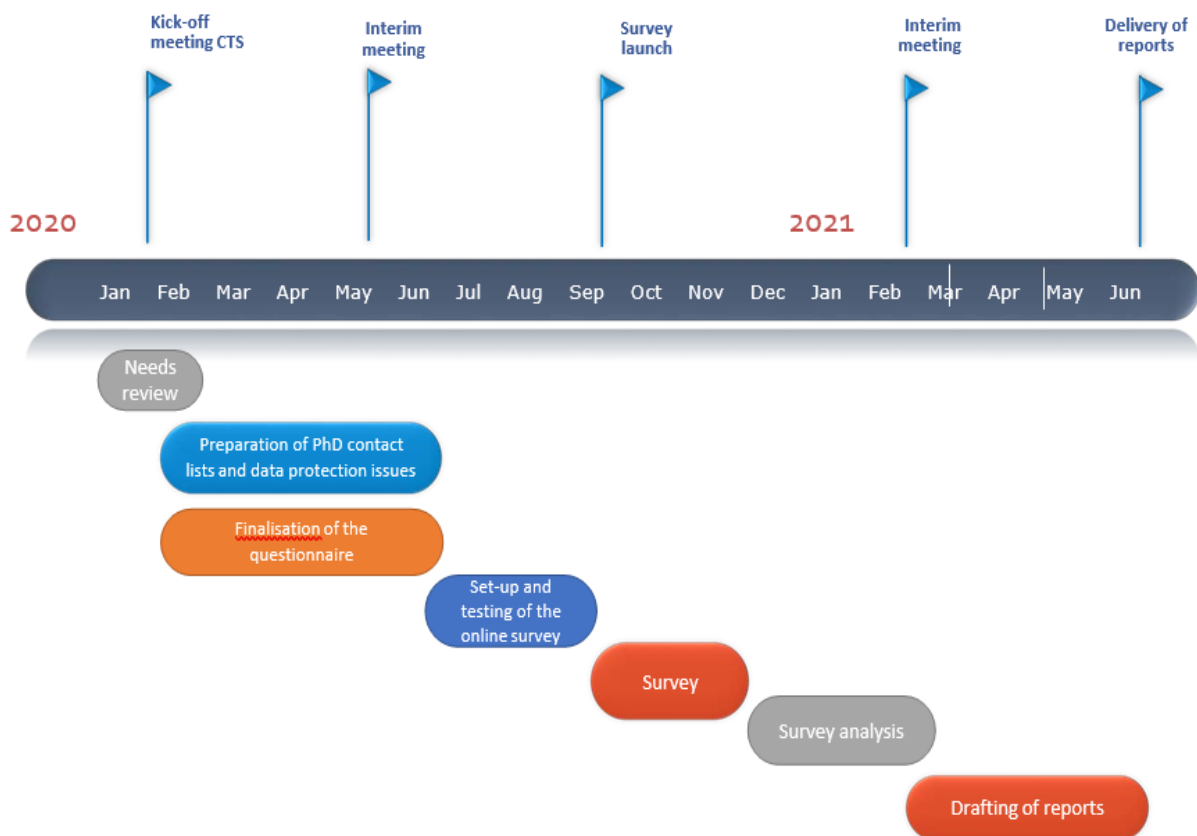 Kick-off
meeting CTS
Interim
meeting
Survey
launch
Interim
meeting
Delivery of
reports
2020
2021
Jan Feb Mar Apr May Jun Jul Aug Sep Oct Nov Dec Jan Feb Mar Apr May Jun
Needs
review
Preparation of PhD contact
lists and data protection issues
Finalisation of the
questionnaire
Set-up and
testing of the
online survey
Survey
Survey analysis
Drafting of reports